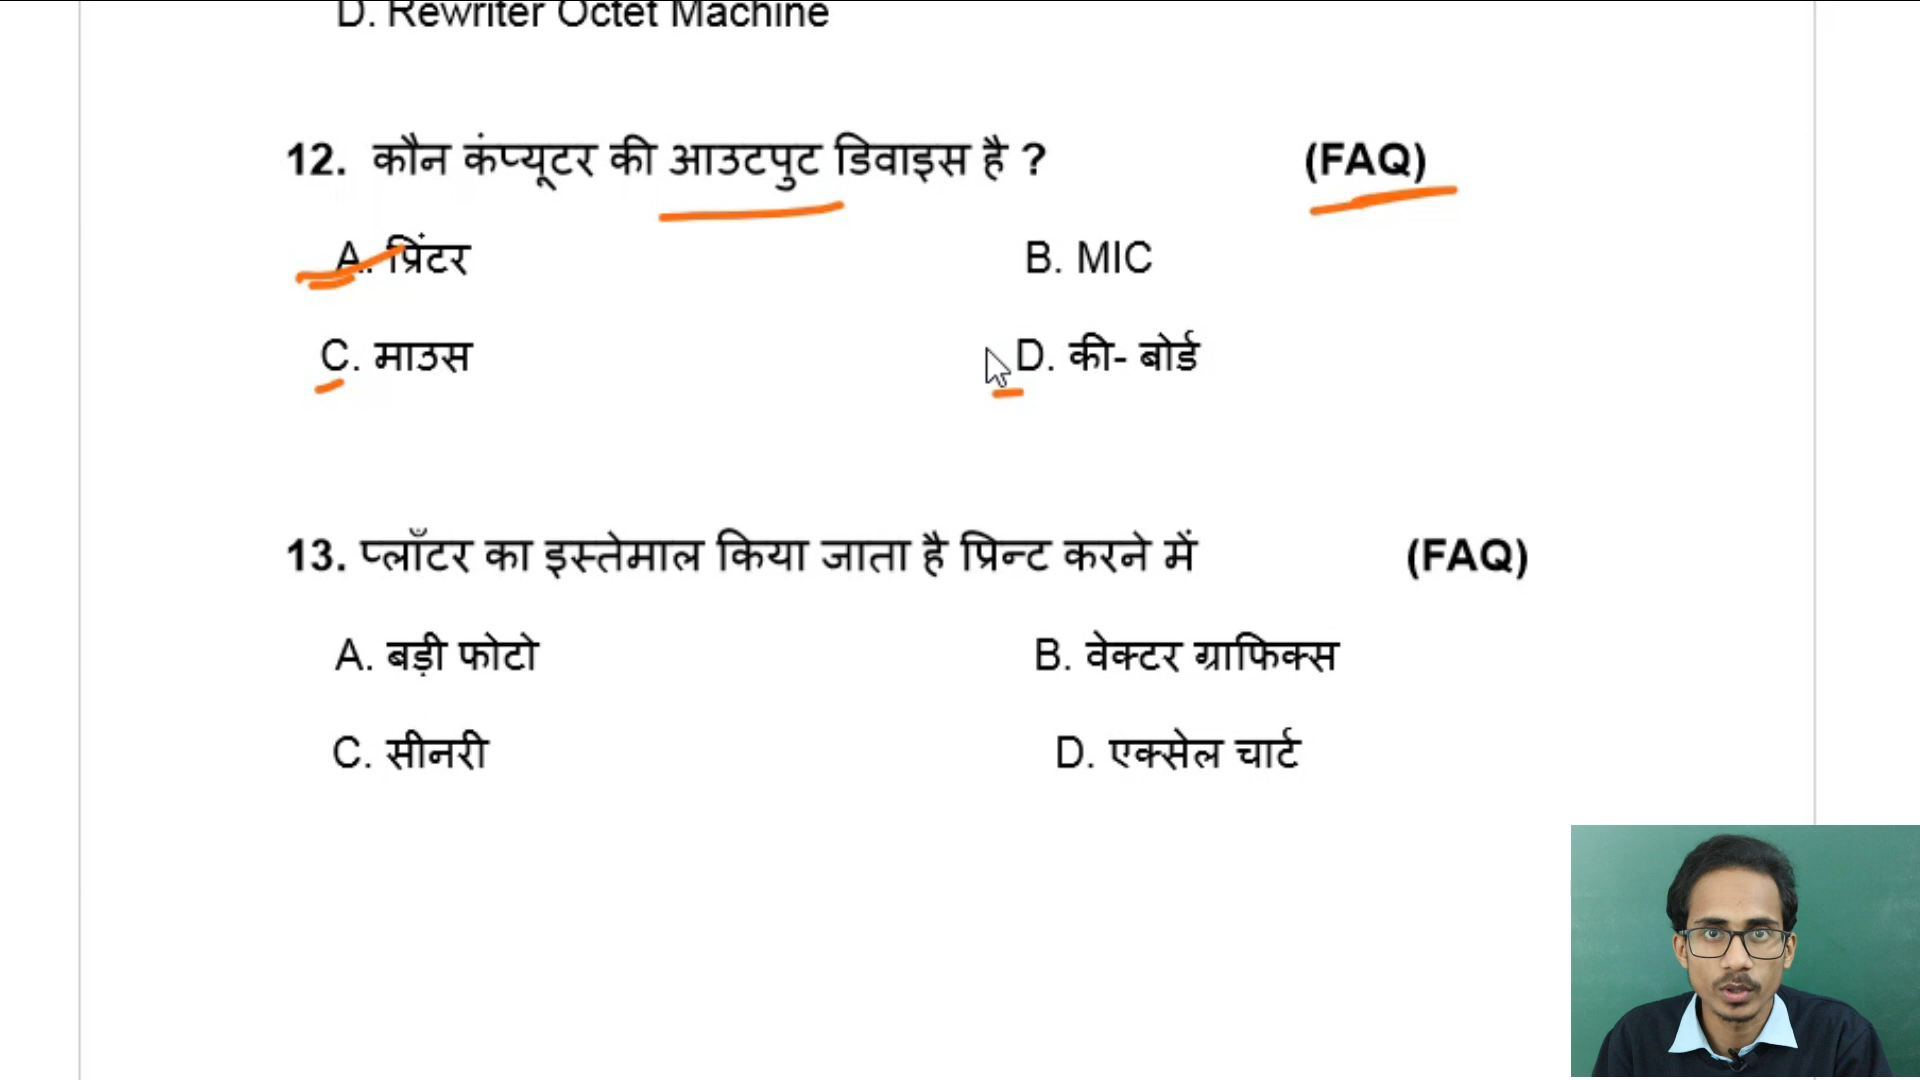 D. Rewriter Octet Machine
12. कौन कंप्यूटर की आउटपुट डिवाइस है ? (FAQ)
A. प्रिंटर B. MIC
C. माउस D. की- बोर्ड
13. प्लॉंटर का इस्तेमाल किया जाता है प्रिन्ट करने में (FAQ)
A. बड़ी फोटो B. वेक्टर ग्राफिक्स
C. सीनरी D. एक्सेल चार्ट